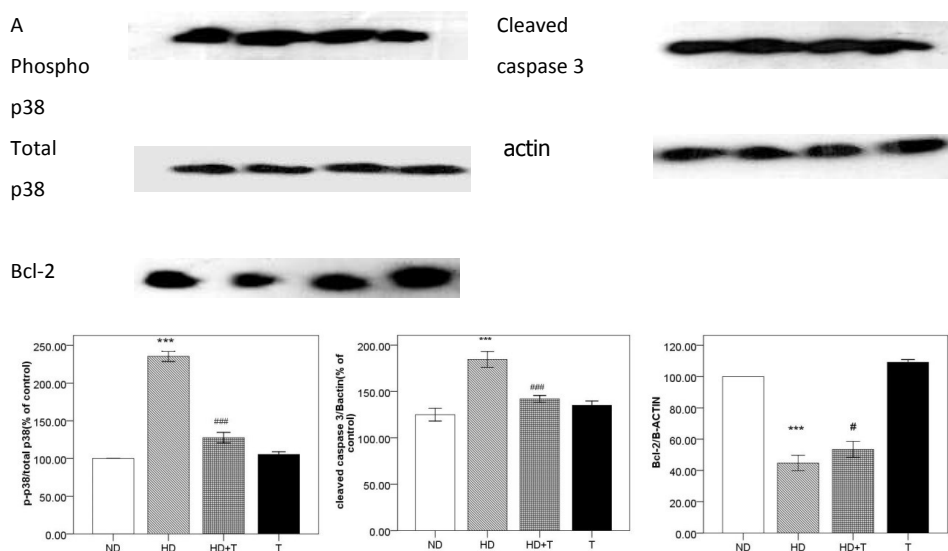 A
Phospho
p38
Total
p38
Bcl-2
Cleaved
caspase 3
actin
p-p38/total p38(% of control)
250.00
200.00
150.00
100.00
50.00
0.00
***
###
ND HD HD+T T
cleaved caspase 3/Bactin(% of
control)
200.00
150.00
100.00
50.00
0.00
***
###
ND HD HD+T T
Bcl-2/B-ACTIN
120.00
100.00
80.00
60.00
40.00
20.00
0.00
***
#
ND HD HD+T T